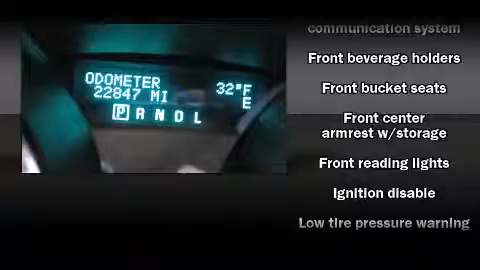 ODOMETER
22847 MI
32°F
E
P R N D L
communication system
Front beverage holders
Front bucket seats
Front center
armrest w/storage
Front reading lights
Ignition disable
Low tire pressure warning